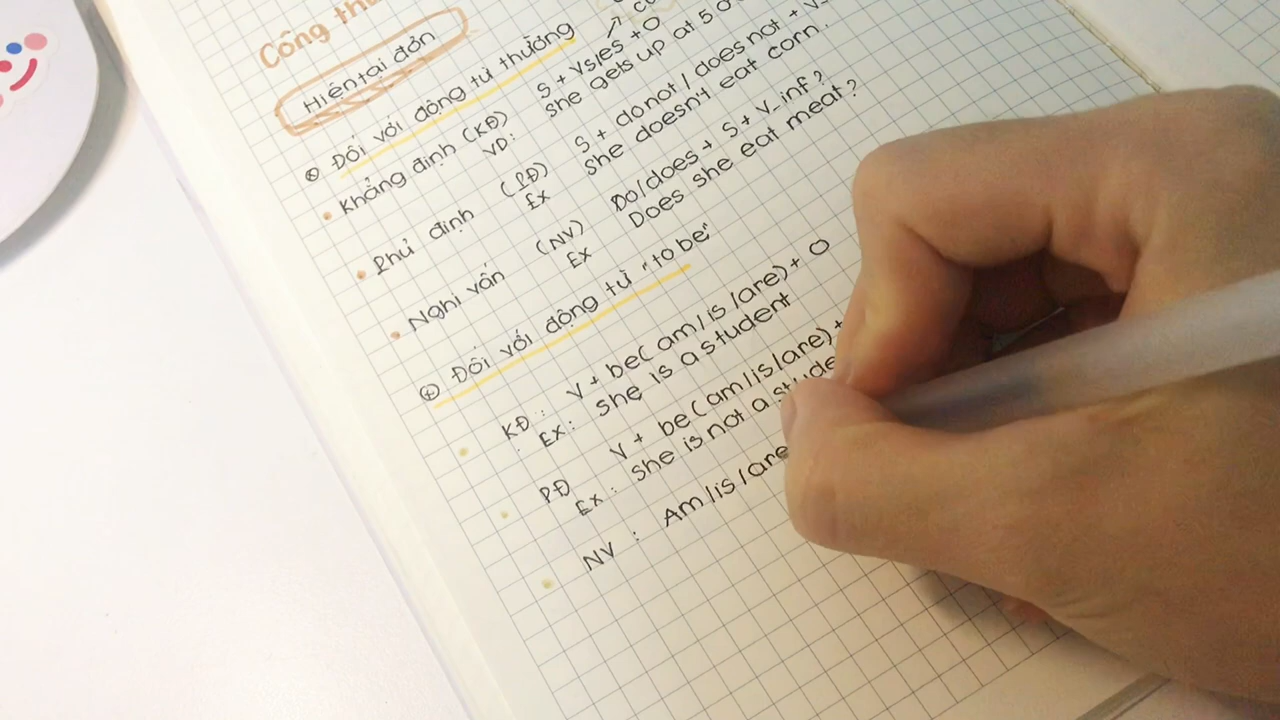 Công
Hiện tại đơn
⊗ Đối với động từ thường
• Khẳng định (KĐ) S + Vs/es + O
VD: She gets up at 5
• Phủ định (PĐ) S + do not / does not +
Ex She doesn't eat corn.
• Nghi vấn (NV) Do/does + S + V_inf?
Ex Does she eat meat?
⊕ Đối với động từ "to be"
• KĐ: V + be (am / is / are) + O
Ex: She is a student
• PĐ V + be (am / is / are) +
Ex: She is not a
• NV: Am / is / are